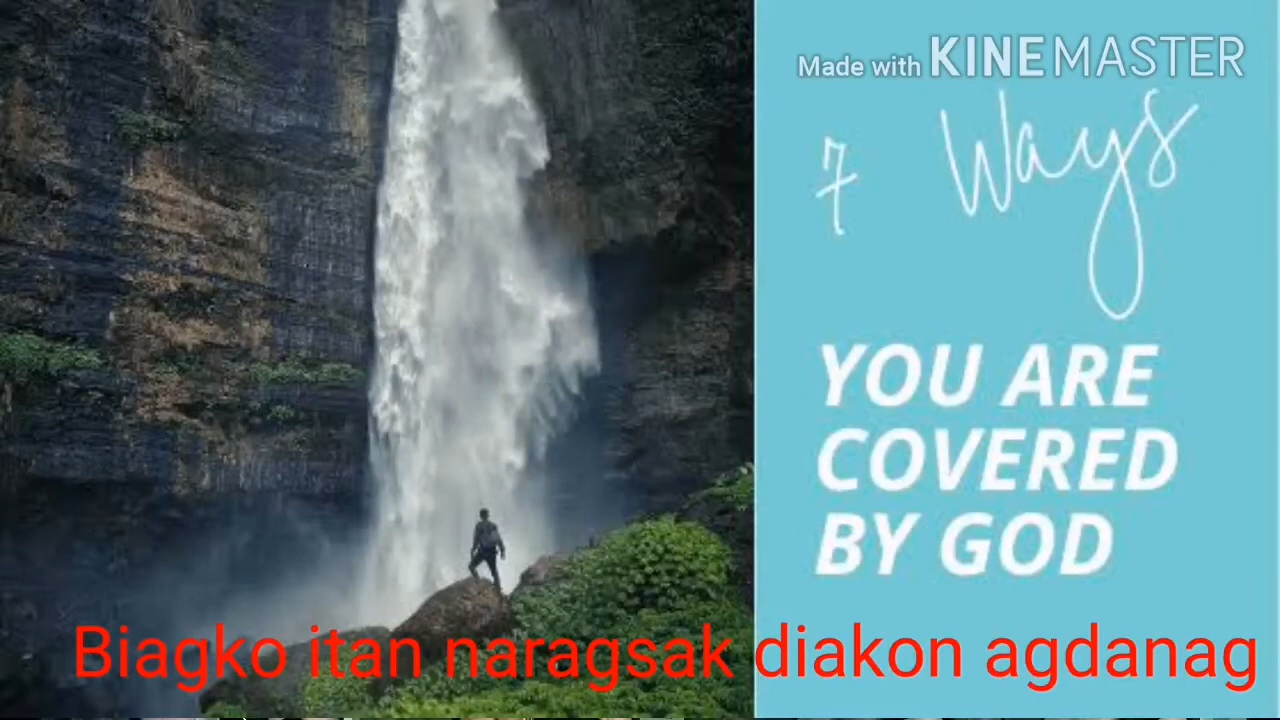 Made with KINEMASTER
7 Ways
YOU ARE
COVERED
BY GOD
Biagko itan naragsak diakon agdanag